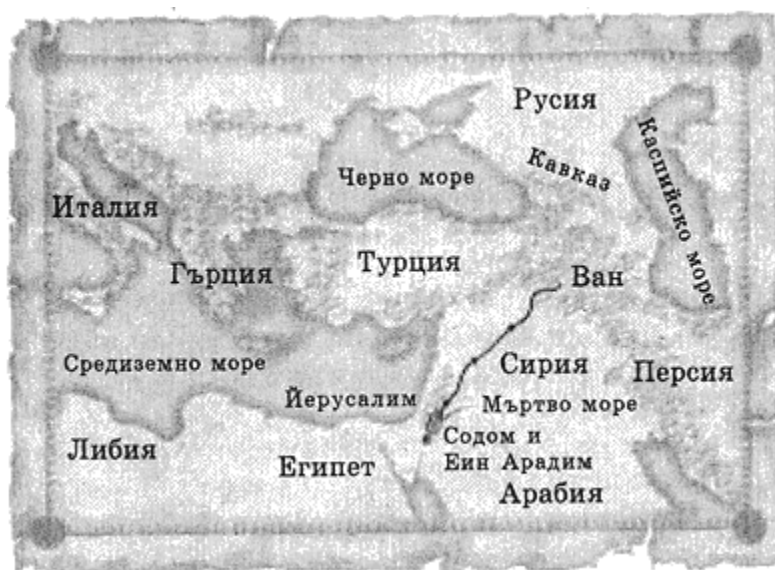 Русия
Каспийско море
Кавказ
Черно море
Италия
Гърция
Турция
Ван
Средиземно море
Сирия
Персия
Йерусалим
Мъртво море
Либия
Египет
Содом и
Еин Арадим
Арабия